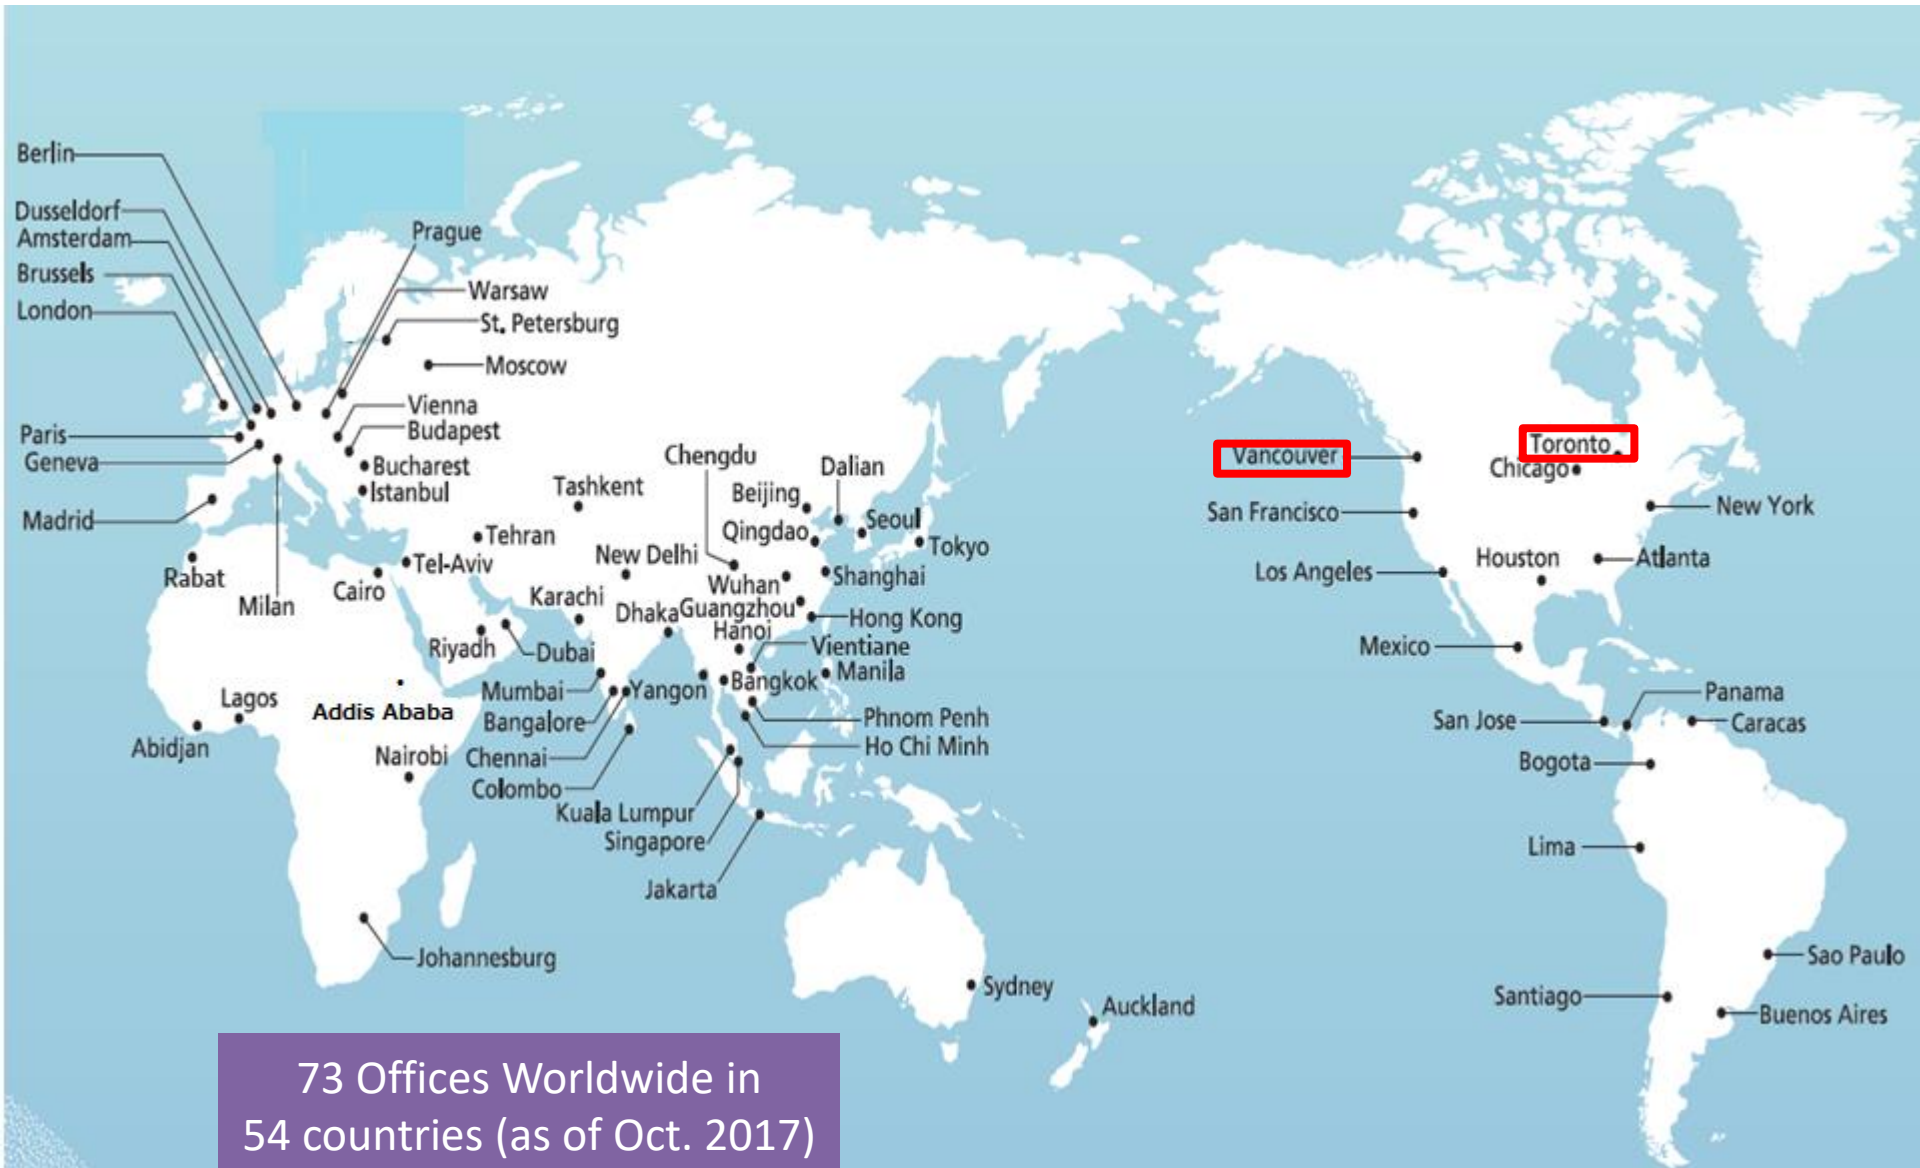 Berlin
Dusseldorf
Amsterdam
Brussels
London
Paris
Geneva
Madrid
Prague
Warsaw
St. Petersburg
Moscow
Vienna
Budapest
Bucharest
Istanbul
Rabat
Milan
Cairo
Tel-Aviv
Tehran
Tashkent
New Delhi
Karachi
Dhaka
Riyadh
Dubai
Mumbai
Bangalore
Chennai
Colombo
Yangon
Chengdu
Beijing
Dalian
Qingdao
Seoul
Tokyo
Wuhan
Shanghai
Guangzhou
Hong Kong
Hanoi
Vientiane
Bangkok
Manila
Phnom Penh
Ho Chi Minh
Kuala Lumpur
Singapore
Jakarta
Lagos
Abidjan
Addis Ababa
Nairobi
Johannesburg
Sydney
Auckland
Vancouver
Toronto
Chicago
San Francisco
New York
Los Angeles
Houston
Atlanta
Mexico
Panama
San Jose
Caracas
Bogota
Lima
Sao Paulo
Santiago
Buenos Aires
73 Offices Worldwide in
54 countries (as of Oct. 2017)